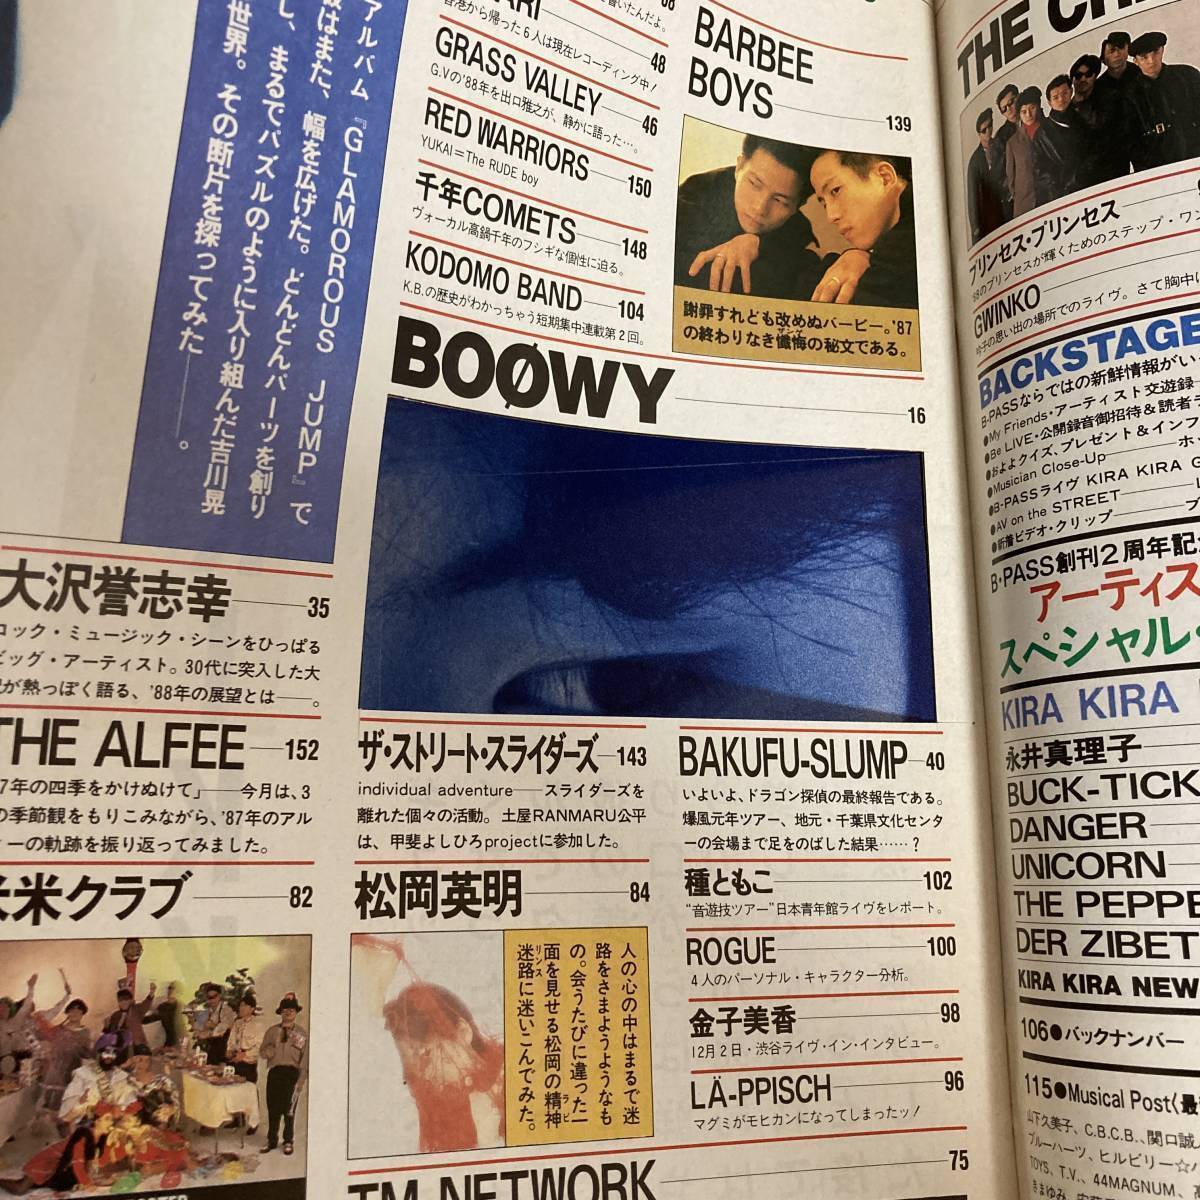 アルバム『GLAMOROUS JUMP』で
はまた、幅を広げた。どんどんパーツを創り
し、まるでパズルのように入り組んだ吉川晃
世界。その断片を探ってみた──。
大沢誉志幸 35
ロック・ミュージック・シーンをひっぱる
ビッグ・アーティスト。30代に突入した大
が熱っぽく語る、'88年の展望とは──。
THE ALFEE 152
7年の四季をかけぬけて」──今月は、3
の季節観をもりこみながら、'87年のアル
ーの軌跡を振り返ってみました。
米米クラブ 82
香港から帰った6人は現在レコーディング中!
48
GRASS VALLEY
G.Vの'88年を出口雅之が、静かに語った…。
46
RED WARRIORS
YUKAI=The RUDE boy
150
千年COMETS
ヴォーカル高鍋千年のフシギな個性に迫る。
148
KODOMO BAND 104
K.B.の歴史がわかっちゃう短期集中連載第2回。
BARBEE
BOYS 139
謝罪すれども改めぬバービー。'87
の終わりなき懺悔の秘文である。
ザンゲ
BOØWY 16
ザ・ストリート・スライダーズ 143
individual adventure──スライダーズを
離れた個々の活動。土屋RANMARU公平
は、甲斐よしひろprojectに参加した。
松岡英明 84
人の心の中はまるで迷
路をさまようようなも
の。会うたびに違った一
面を見せる松岡の精神
迷路に迷いこんでみた。
BAKUFU-SLUMP 40
いよいよ、ドラゴン探偵の最終報告である。
爆風元年ツアー、地元・千葉県文化センタ
ーの会場まで足をのばした結果……?
種ともこ 102
"音遊技ツアー"日本青年館ライヴをレポート。
ROGUE 100
4人のパーソナル・キャラクター分析。
金子美香 98
12月2日・渋谷ライヴ・イン・インタビュー。
LÄ-PPISCH 96
マグミがモヒカンになってしまったッ!
75
TM NETWORK
THE
プリンセス・プリンセス
'88のプリンセスが輝くためのステップ・ワン
GWINKO
吟子の思い出の場所でのライヴ。さて胸中は
BACKSTAGE
B-PASSならではの新鮮情報がい
●My Friends・アーティスト交遊録
●Be LIVE・公開録音御招待&読者
●およよクイズ、プレゼント&インフ
●Musician Close-Up
●B-PASSライヴ KIRA KIRA
●AV on the STREET
●新着ビデオ・クリップ
B・PASS創刊2周年記
アーティス
スペシャル・
KIRA KIRA
永井真理子
BUCK-TICK
DANGER
UNICORN
THE PEPPE
DER ZIBET
KIRA KIRA NEW
106●バックナンバー
115●Musical Post〈最
山下久美子、C.B.C.B.、関口誠
ブルーハーツ、ヒルビリー☆
TOYS、T.V.、44MAGNUM、